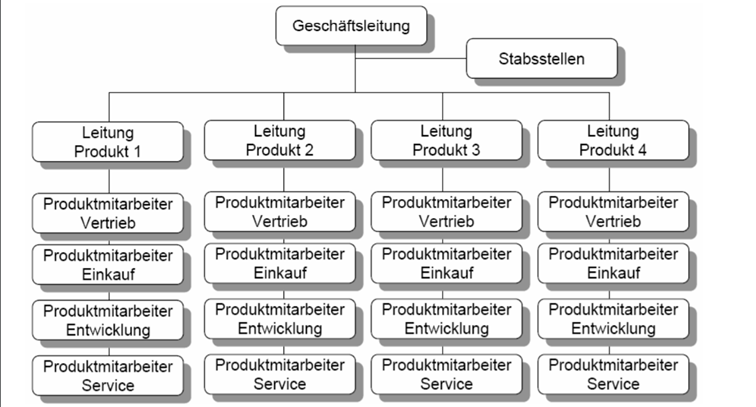 Geschäftsleitung
Stabsstellen
Leitung
Produkt 1
Leitung
Produkt 2
Leitung
Produkt 3
Leitung
Produkt 4
Produktmitarbeiter
Vertrieb
Produktmitarbeiter
Vertrieb
Produktmitarbeiter
Vertrieb
Produktmitarbeiter
Vertrieb
Produktmitarbeiter
Einkauf
Produktmitarbeiter
Einkauf
Produktmitarbeiter
Einkauf
Produktmitarbeiter
Einkauf
Produktmitarbeiter
Entwicklung
Produktmitarbeiter
Entwicklung
Produktmitarbeiter
Entwicklung
Produktmitarbeiter
Entwicklung
Produktmitarbeiter
Service
Produktmitarbeiter
Service
Produktmitarbeiter
Service
Produktmitarbeiter
Service